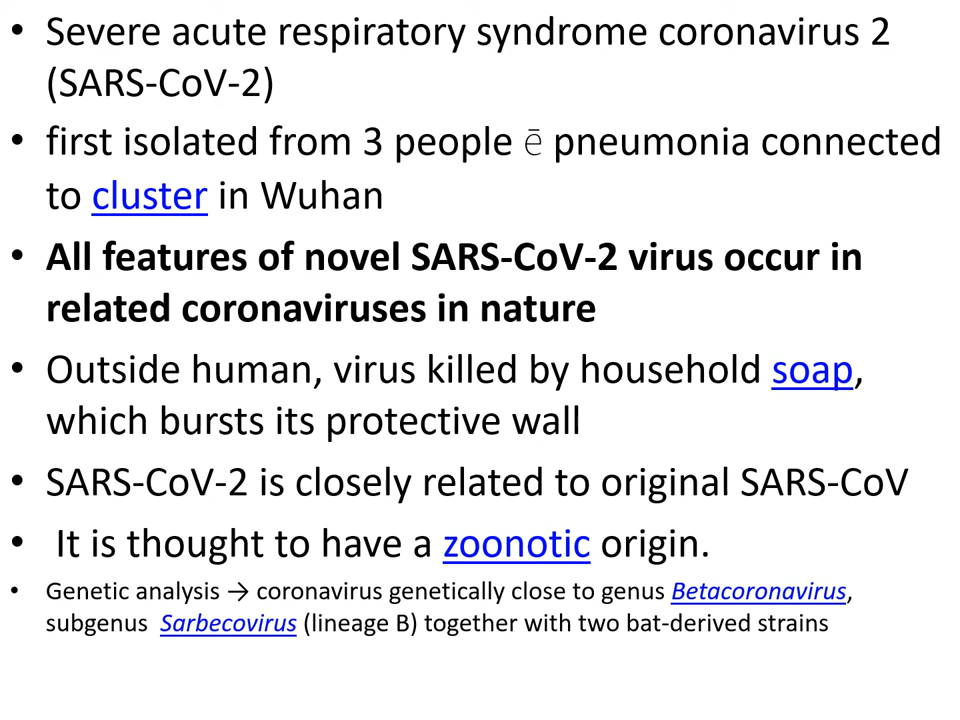 • Severe acute respiratory syndrome coronavirus 2
(SARS-CoV-2)
• first isolated from 3 people ē pneumonia connected
to cluster in Wuhan
• All features of novel SARS-CoV-2 virus occur in
related coronaviruses in nature
• Outside human, virus killed by household soap,
which bursts its protective wall
• SARS-CoV-2 is closely related to original SARS-CoV
• It is thought to have a zoonotic origin.
• Genetic analysis → coronavirus genetically close to genus Betacoronavirus,
subgenus Sarbecovirus (lineage B) together with two bat-derived strains